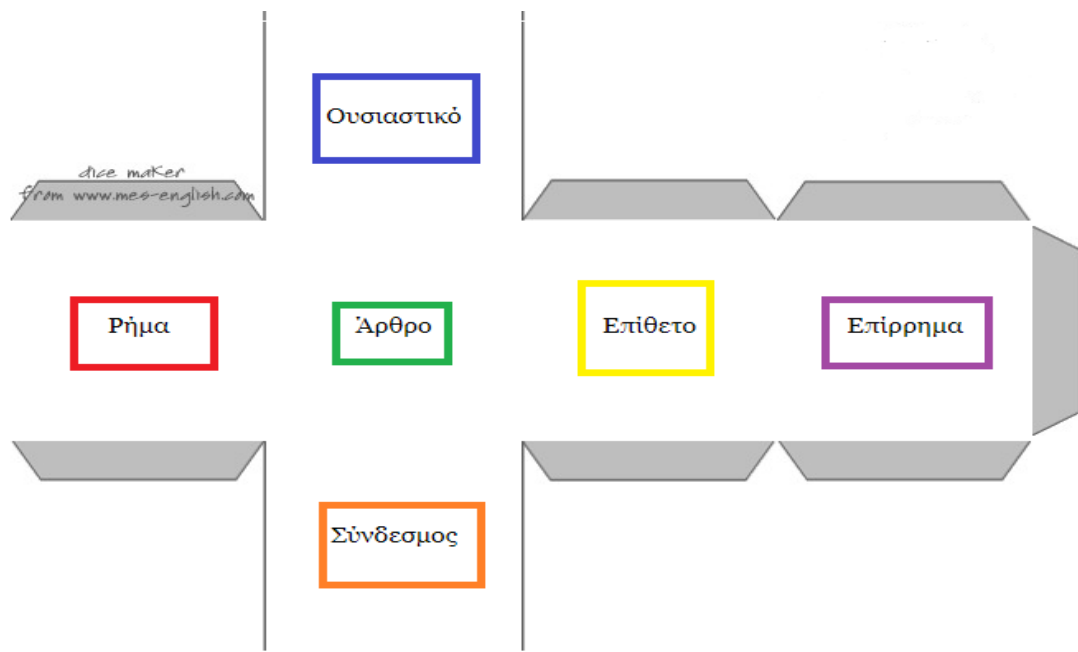 Ουσιαστικό
dice maker
from www.mes-english.com
Ρήμα
Άρθρο
Επίθετο
Επίρρημα
Σύνδεσμος